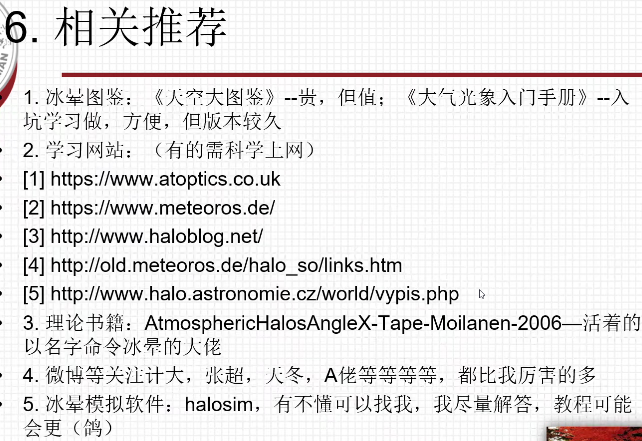 6. 相关推荐
1. 冰晕图鉴：《天空大图鉴》--贵，但值；《大气光象入门手册》--入
坑学习做，方便，但版本较久
2. 学习网站：（有的需科学上网）
[1] https://www.atoptics.co.uk
[2] https://www.meteoros.de/
[3] http://www.haloblog.net/
[4] http://old.meteoros.de/halo_so/links.htm
[5] http://www.halo.astronomie.cz/world/vypis.php
3. 理论书籍：AtmosphericHalosAngleX-Tape-Moilanen-2006—活着的
以名字命令冰晕的大佬
4. 微博等关注计大，张超，天冬，A佬等等等等，都比我厉害的多
5. 冰晕模拟软件：halosim，有不懂可以找我，我尽量解答，教程可能
会更（鸽）